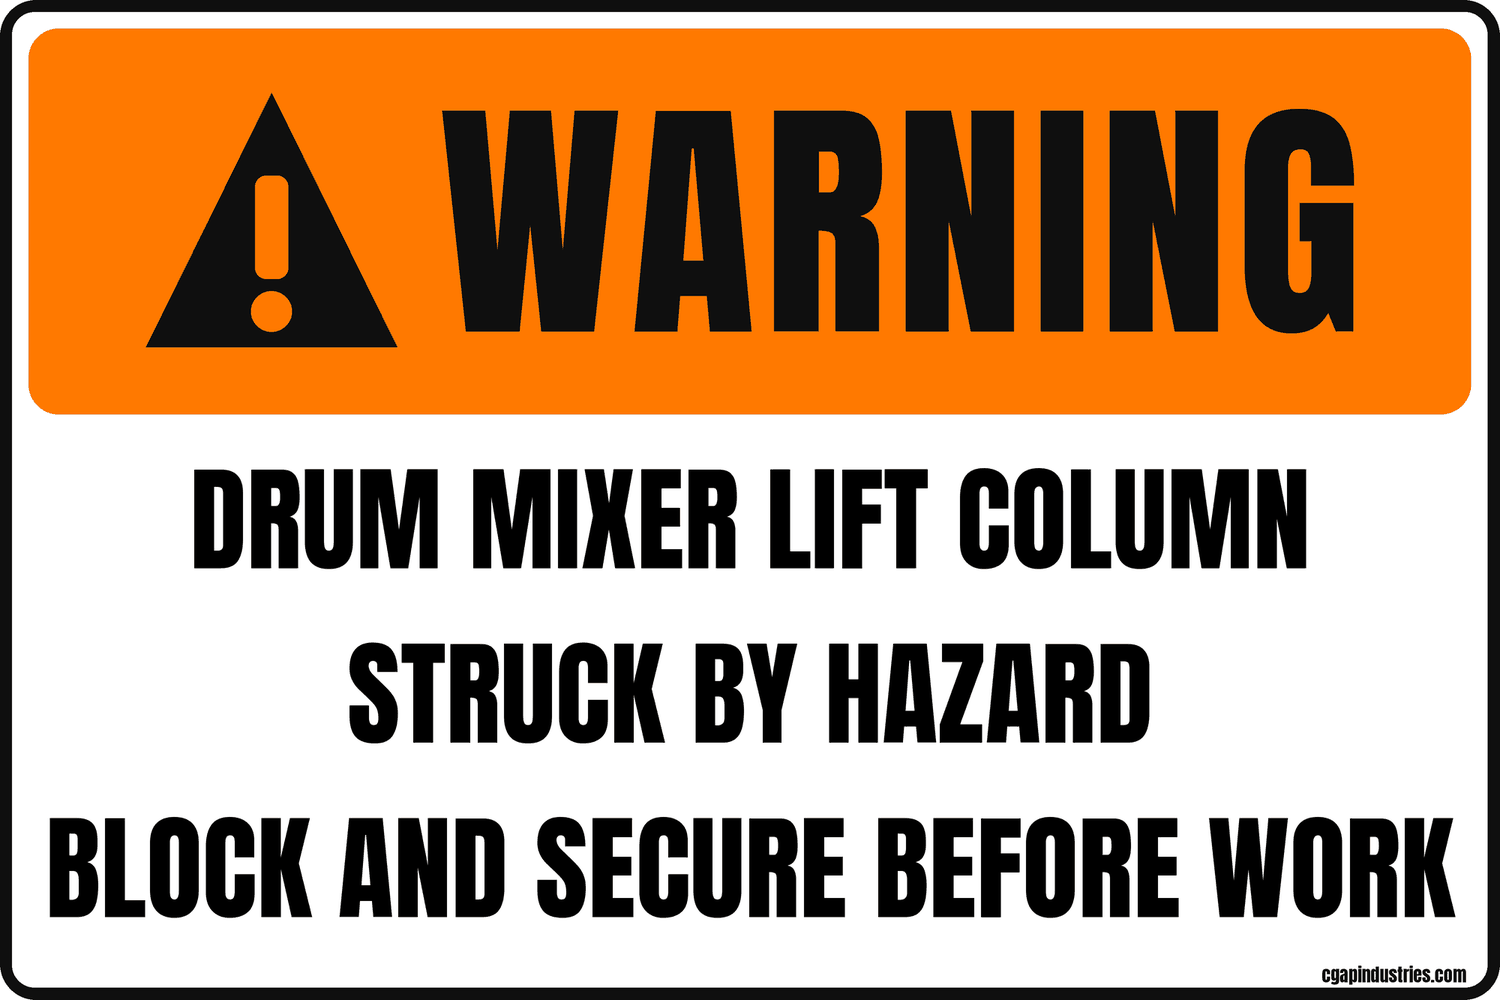 WARNING
DRUM MIXER LIFT COLUMN
STRUCK BY HAZARD
BLOCK AND SECURE BEFORE WORK
cgapindustries.com